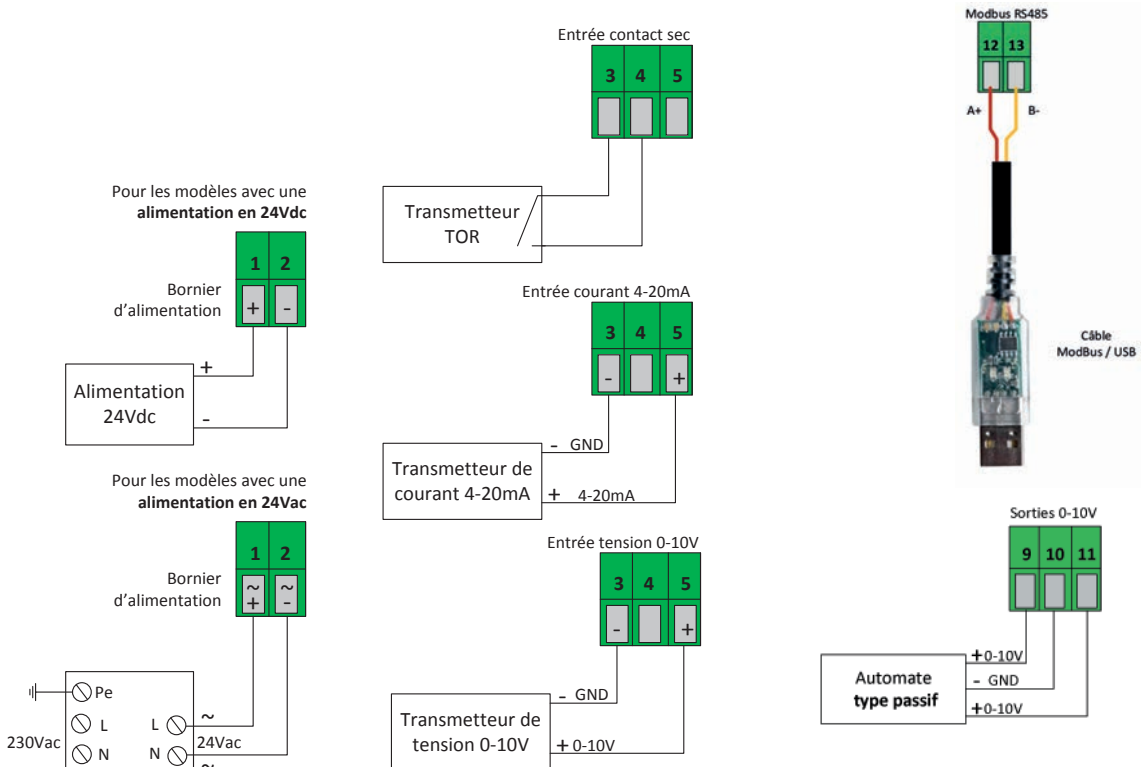 Pour les modèles avec une
alimentation en 24Vdc
1 2
Bornier
d’alimentation
+ -
+
Alimentation
24Vdc
-
Pour les modèles avec une
alimentation en 24Vac
1 2
Bornier
d’alimentation
~ ~
+ -
Pe
L L ~
230Vac 24Vac
N N
~
Entrée contact sec
3 4 5
Transmetteur
TOR
Entrée courant 4-20mA
3 4 5
- +
- GND
Transmetteur de
courant 4-20mA
+ 4-20mA
Entrée tension 0-10V
3 4 5
- +
- GND
Transmetteur de
tension 0-10V
+ 0-10V
Modbus RS485
12 13
A+ B-
Câble
ModBus / USB
Sorties 0-10V
9 10 11
+0-10V
Automate
type passif
- GND
+0-10V